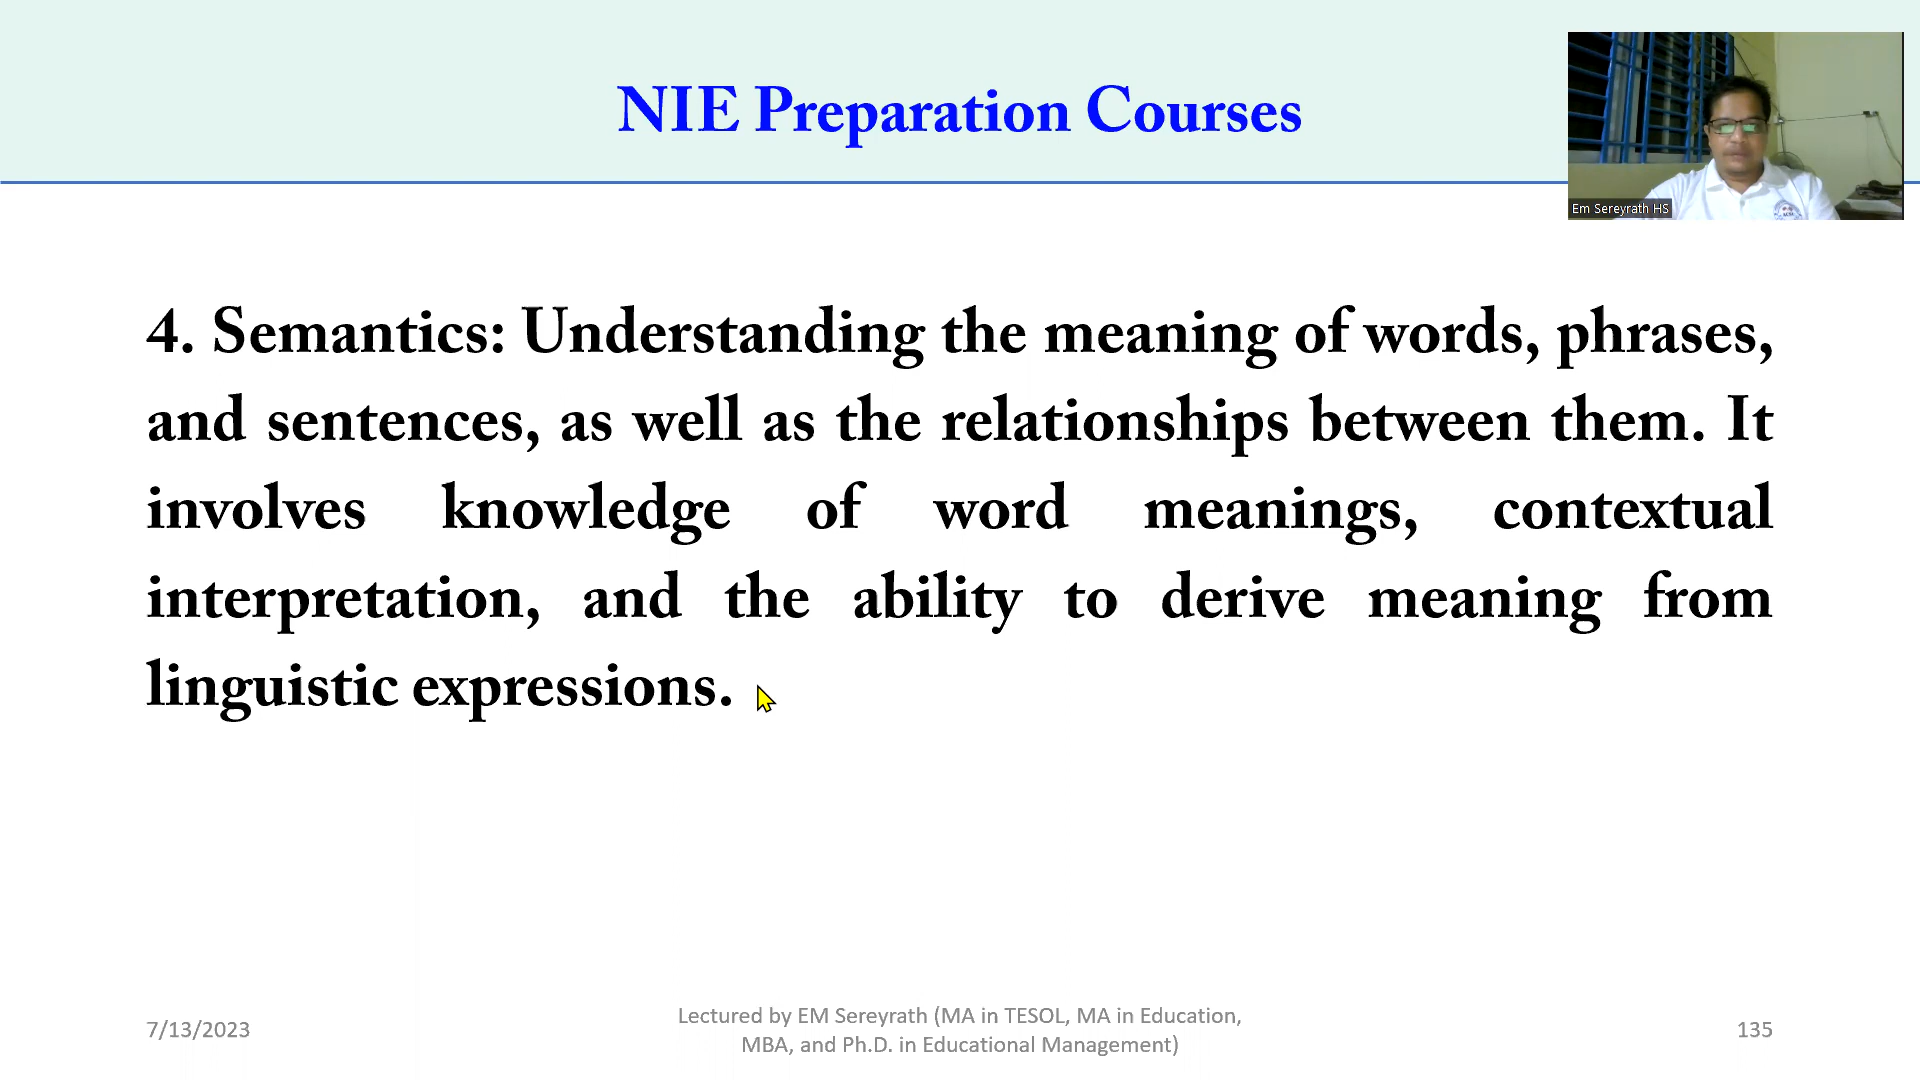 NIE Preparation Courses
Em Sereyrath HS
4. Semantics: Understanding the meaning of words, phrases,
and sentences, as well as the relationships between them. It
involves knowledge of word meanings, contextual
interpretation, and the ability to derive meaning from
linguistic expressions.
7/13/2023
Lectured by EM Sereyrath (MA in TESOL, MA in Education,
MBA, and Ph.D. in Educational Management)
135